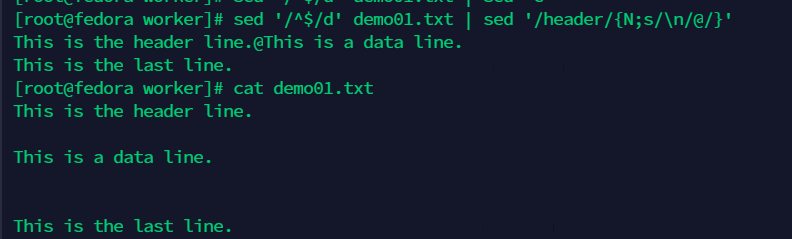 [root@fedora worker]# sed '/^$/d' demo01.txt | sed '/header/{N;s/\n/@/}'
This is the header line.@This is a data line.
This is the last line.
[root@fedora worker]# cat demo01.txt
This is the header line.
This is a data line.
This is the last line.